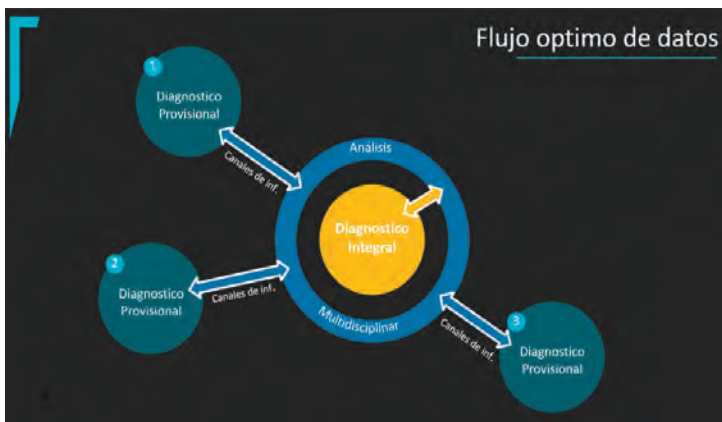 Flujo optimo de datos
1
Diagnostico
Provisional
Canales de inf.
Análisis
Diagnostico
Integral
Multidisciplinar
2
Diagnostico
Provisional
Canales de inf.
3
Diagnostico
Provisional
Canales de inf.